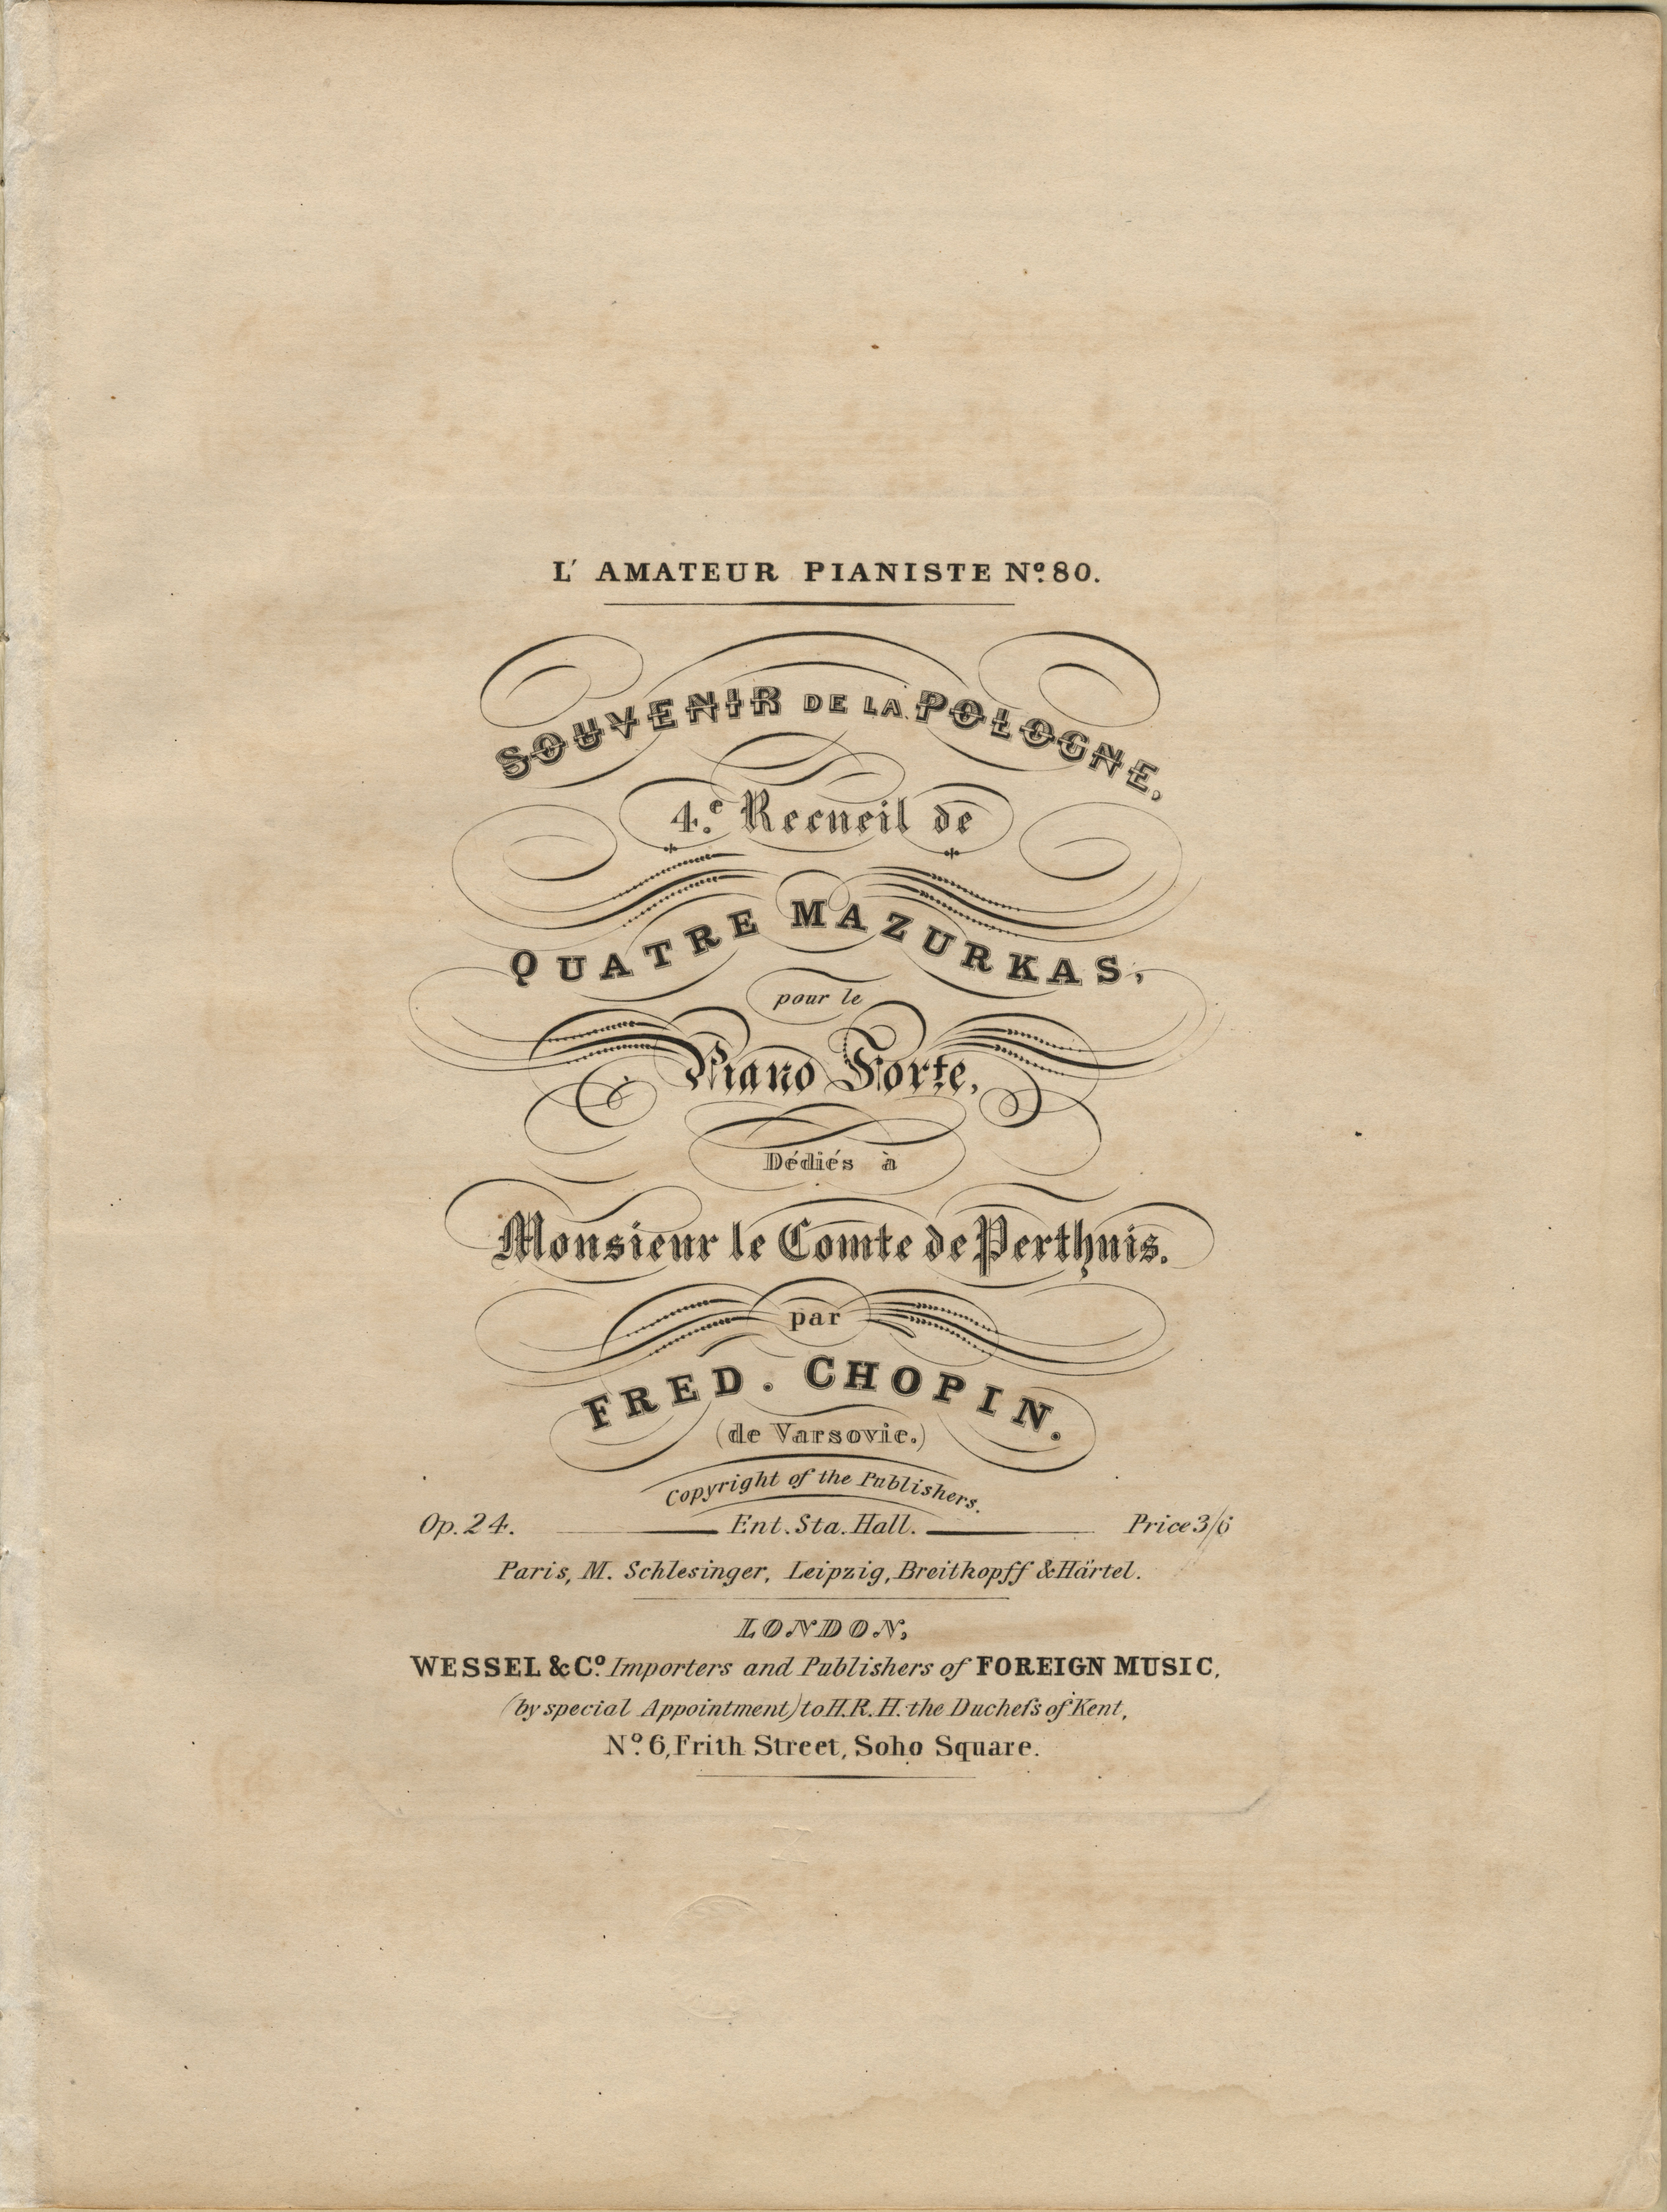 L' AMATEUR PIANISTE Nº 80.
SOUVENIR DE LA POLOGNE,
4.e Recueil de
QUATRE MAZURKAS,
pour le
Piano Forte,
Dédiés à
Monsieur le Comte de Perthuis.
par
FRED. CHOPIN.
(de Varsovie.)
Copyright of the Publishers.
Op. 24. Ent. Sta. Hall. Price 3/6
Paris, M. Schlesinger, Leipzig, Breitkopff & Härtel.
LONDON,
WESSEL & Cº. Importers and Publishers of FOREIGN MUSIC,
(by special Appointment) to H.R.H. the Ducheſs of Kent,
Nº. 6, Frith Street, Soho Square.